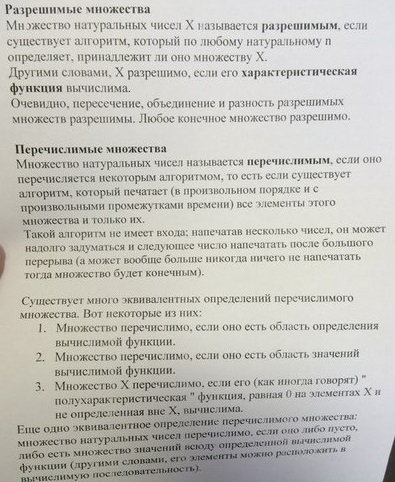 Разрешимые множества
Множество натуральных чисел X называется разрешимым, если
существует алгоритм, который по любому натуральному n
определяет, принадлежит ли оно множеству X.
Другими словами, X разрешимо, если его характеристическая
функция вычислима.
Очевидно, пересечение, объединение и разность разрешимых
множеств разрешимы. Любое конечное множество разрешимо.
Перечислимые множества
Множество натуральных чисел называется перечислимым, если оно
перечисляется некоторым алгоритмом, то есть если существует
алгоритм, который печатает (в произвольном порядке и с
произвольными промежутками времени) все элементы этого
множества и только их.
Такой алгоритм не имеет входа; напечатав несколько чисел, он может
надолго задуматься и следующее число напечатать после большого
перерыва (а может вообще больше никогда ничего не напечатать
тогда множество будет конечным).
Существует много эквивалентных определений перечислимого
множества. Вот некоторые из них:
1. Множество перечислимо, если оно есть область определения
вычислимой функции.
2. Множество перечислимо, если оно есть область значений
вычислимой функции.
3. Множество X перечислимо, если его (как иногда говорят) "
полухарактеристическая " функция, равная 0 на элементах X и
не определенная вне X, вычислима.
Еще одно эквивалентное определение перечислимого множества:
множество натуральных чисел перечислимо, если оно либо пусто,
либо есть множество значений всюду определенной вычислимой
функции (другими словами, его элементы можно расположить в
вычислимую последовательность).